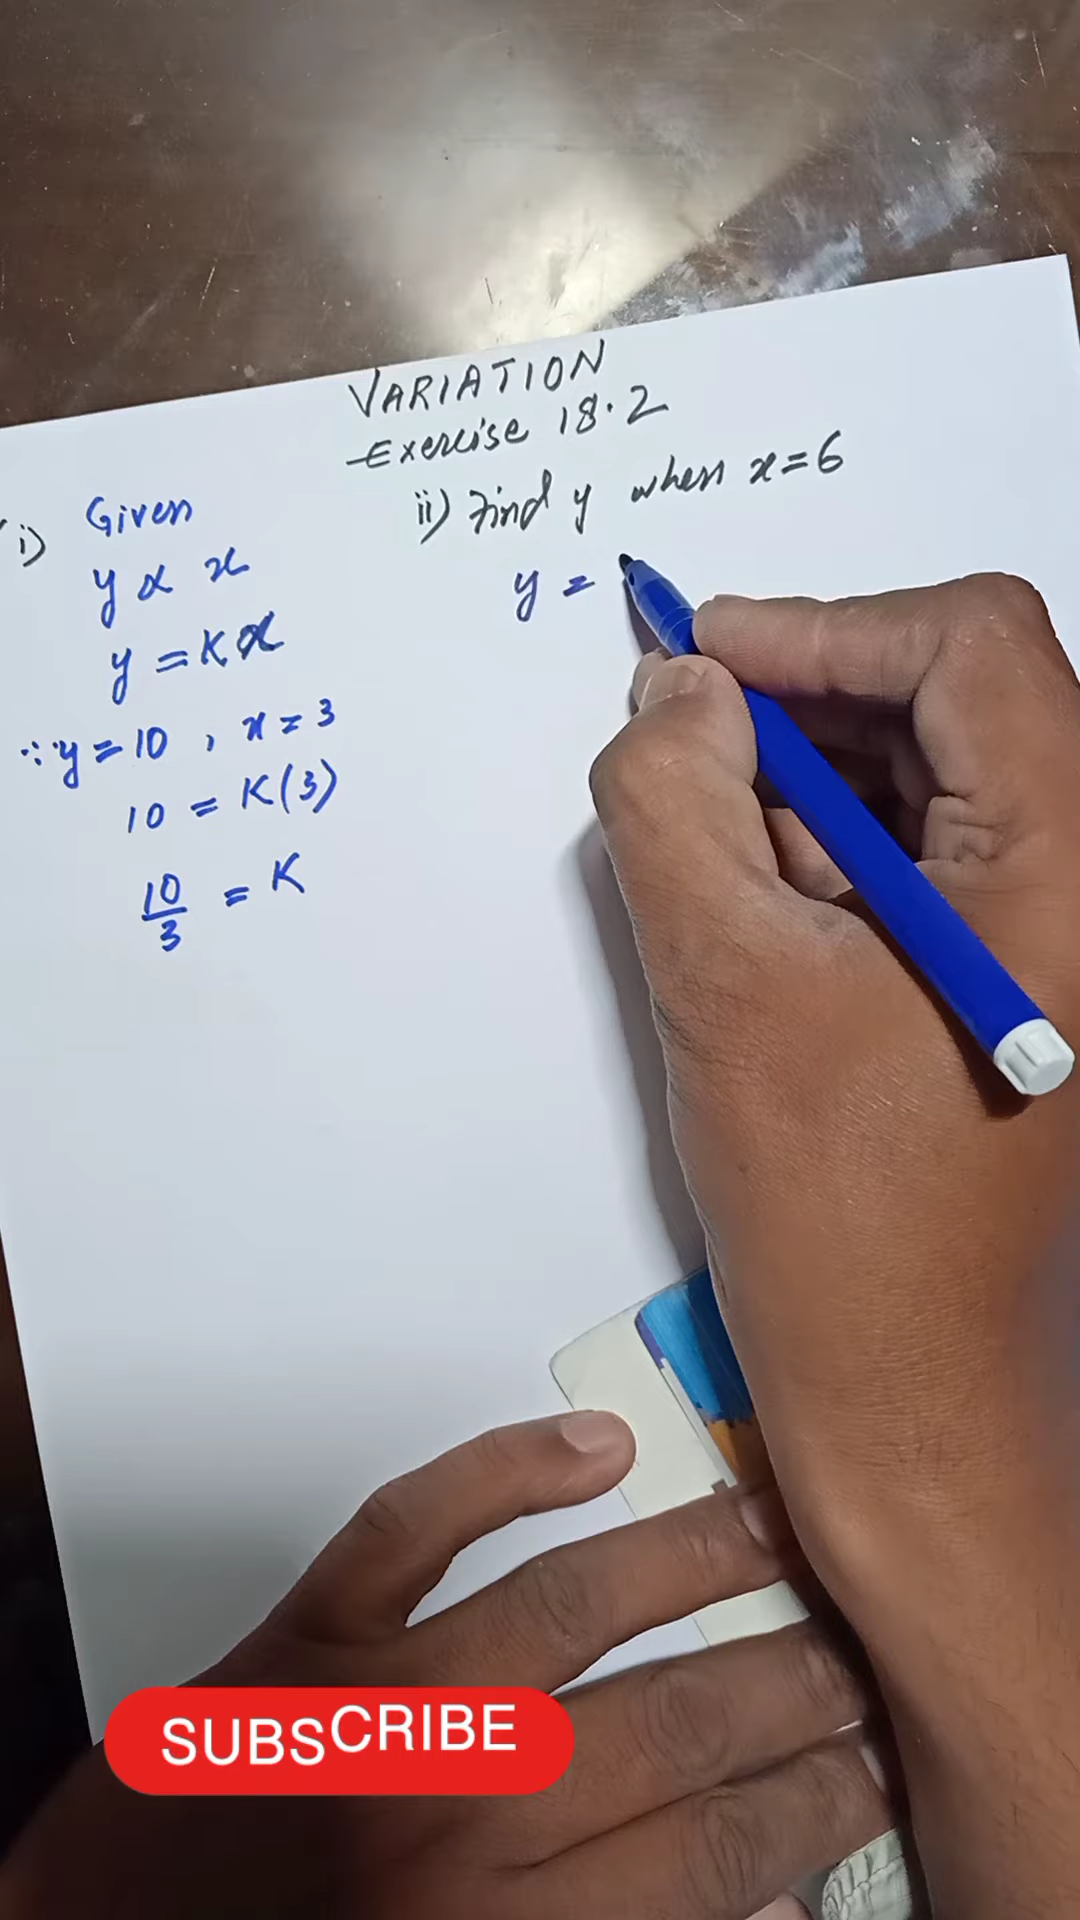 VARIATION
Exercise 18.2
i) Given
y ∝ x
y = Kx
∵ y = 10 , x = 3
10 = K(3)
10/3 = K
ii) Find y when x = 6
y =
SUBSCRIBE